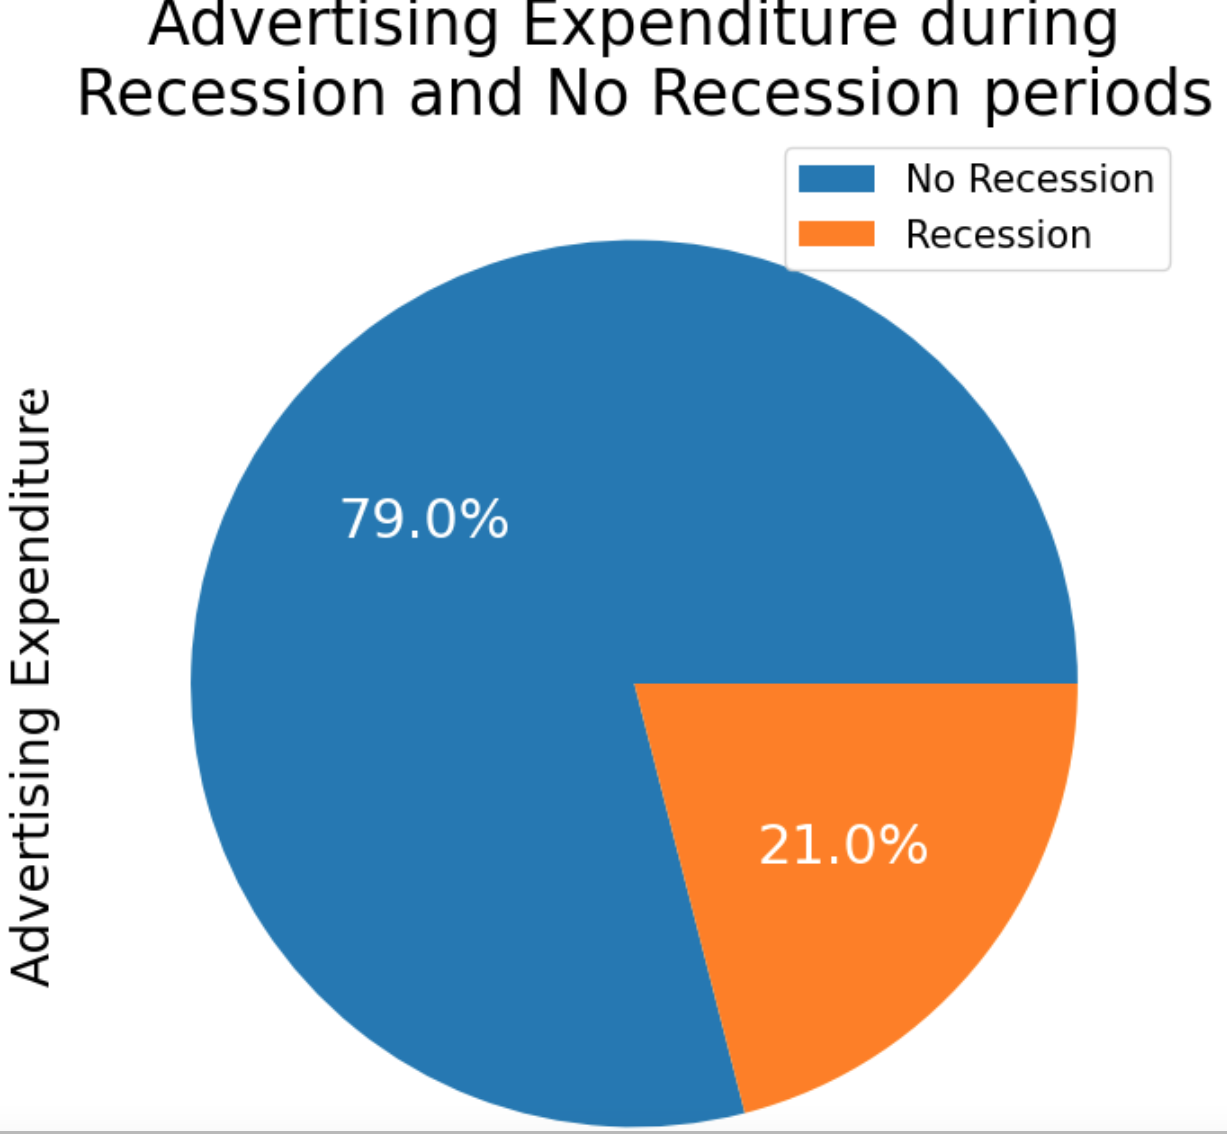 Advertising Expenditure during
Recession and No Recession periods
No Recession
Recession
79.0%
21.0%
Advertising Expenditure